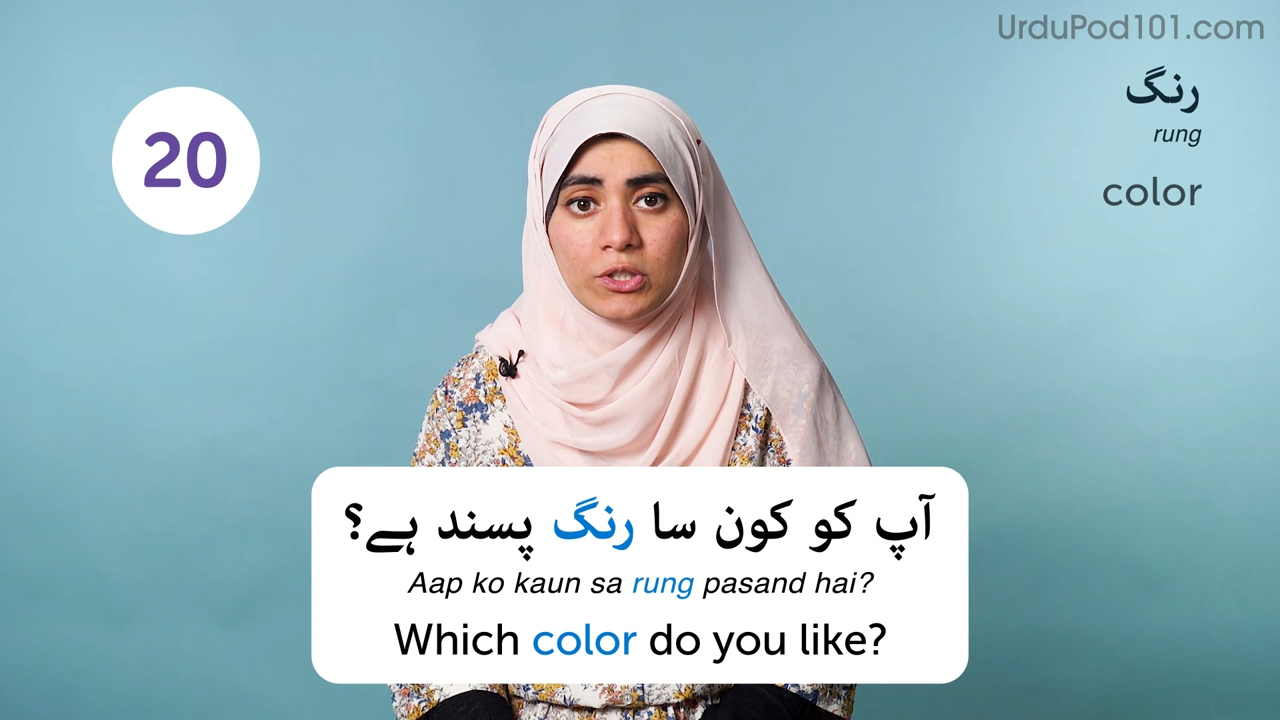 UrduPod101.com
20
رنگ
rung
color
آپ کو کون سا رنگ پسند ہے؟
Aap ko kaun sa rung pasand hai?
Which color do you like?